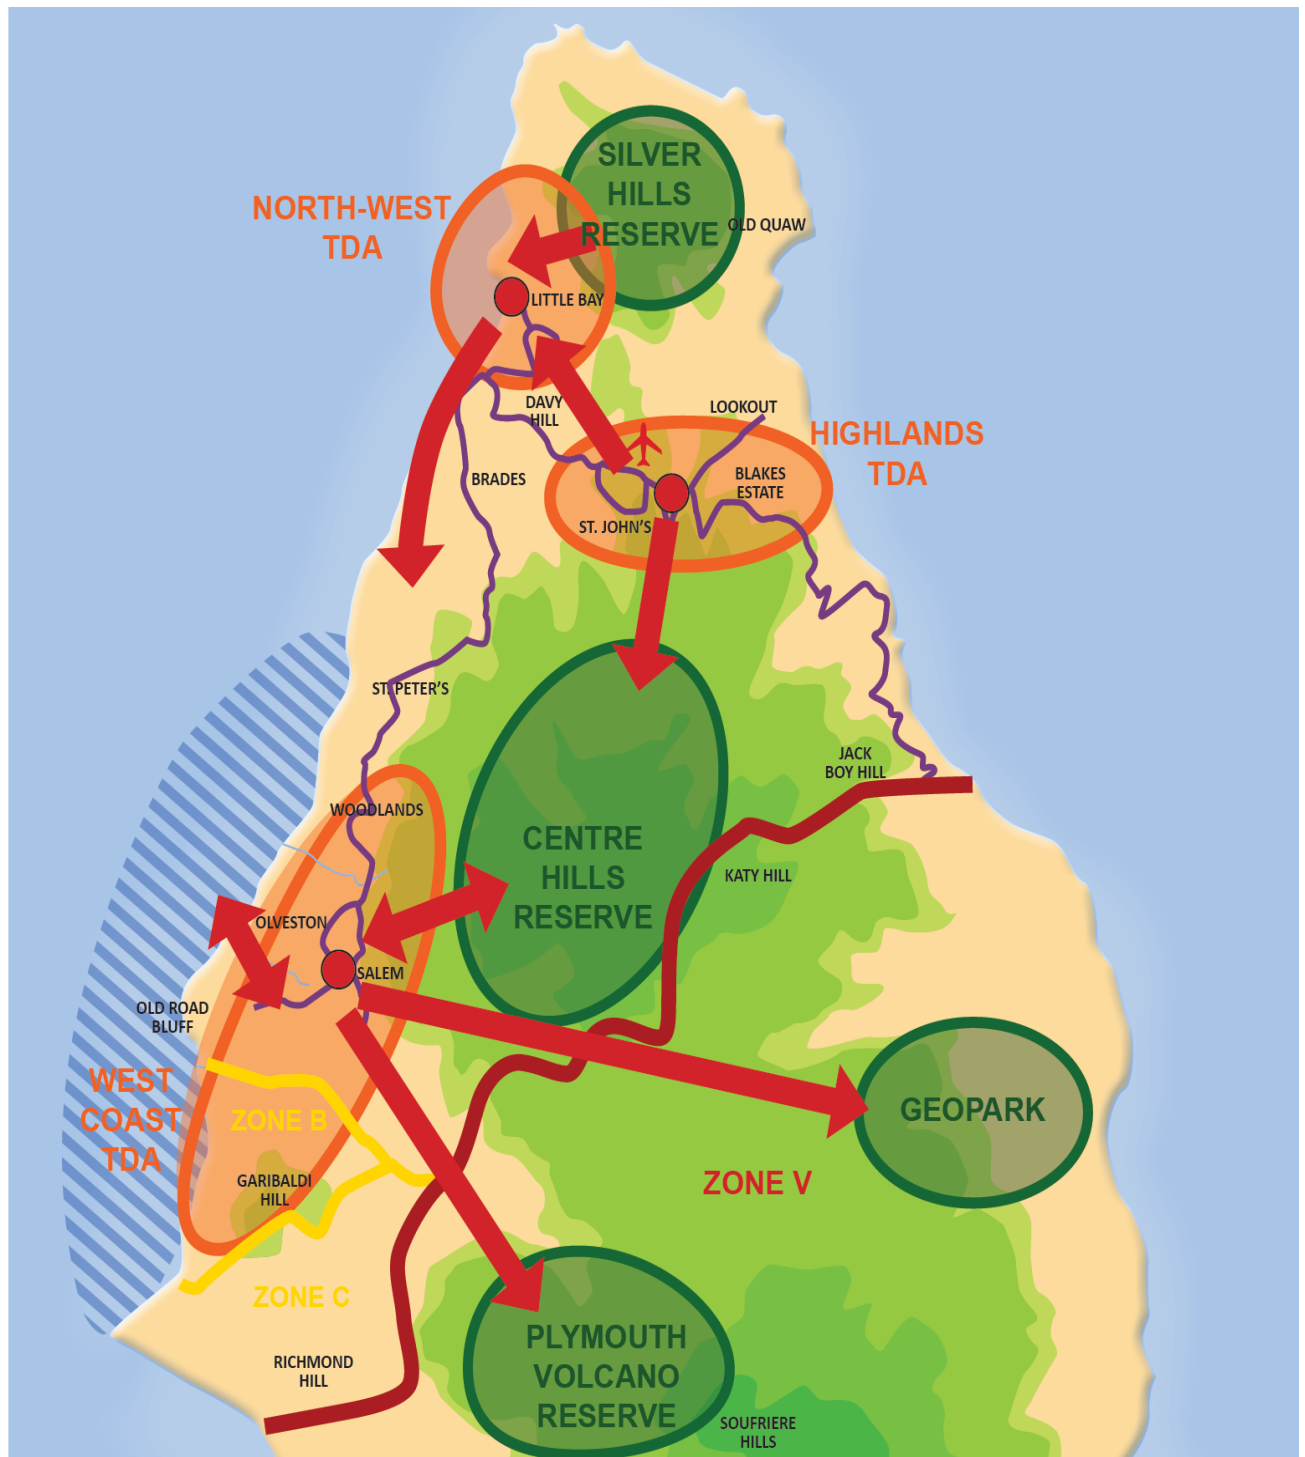 SILVER
HILLS
RESERVE
OLD QUAW
NORTH-WEST
TDA
LITTLE BAY
DAVY
HILL
LOOKOUT
HIGHLANDS
TDA
BLAKES
ESTATE
BRADES
ST. JOHN'S
ST. PETER'S
JACK
BOY HILL
WOODLANDS
CENTRE
HILLS
RESERVE
KATY HILL
OLVESTON
SALEM
OLD ROAD
BLUFF
WEST
COAST
TDA
ZONE B
GEOPARK
GARIBALDI
HILL
ZONE V
ZONE C
RICHMOND
HILL
PLYMOUTH
VOLCANO
RESERVE
SOUFRIERE
HILLS